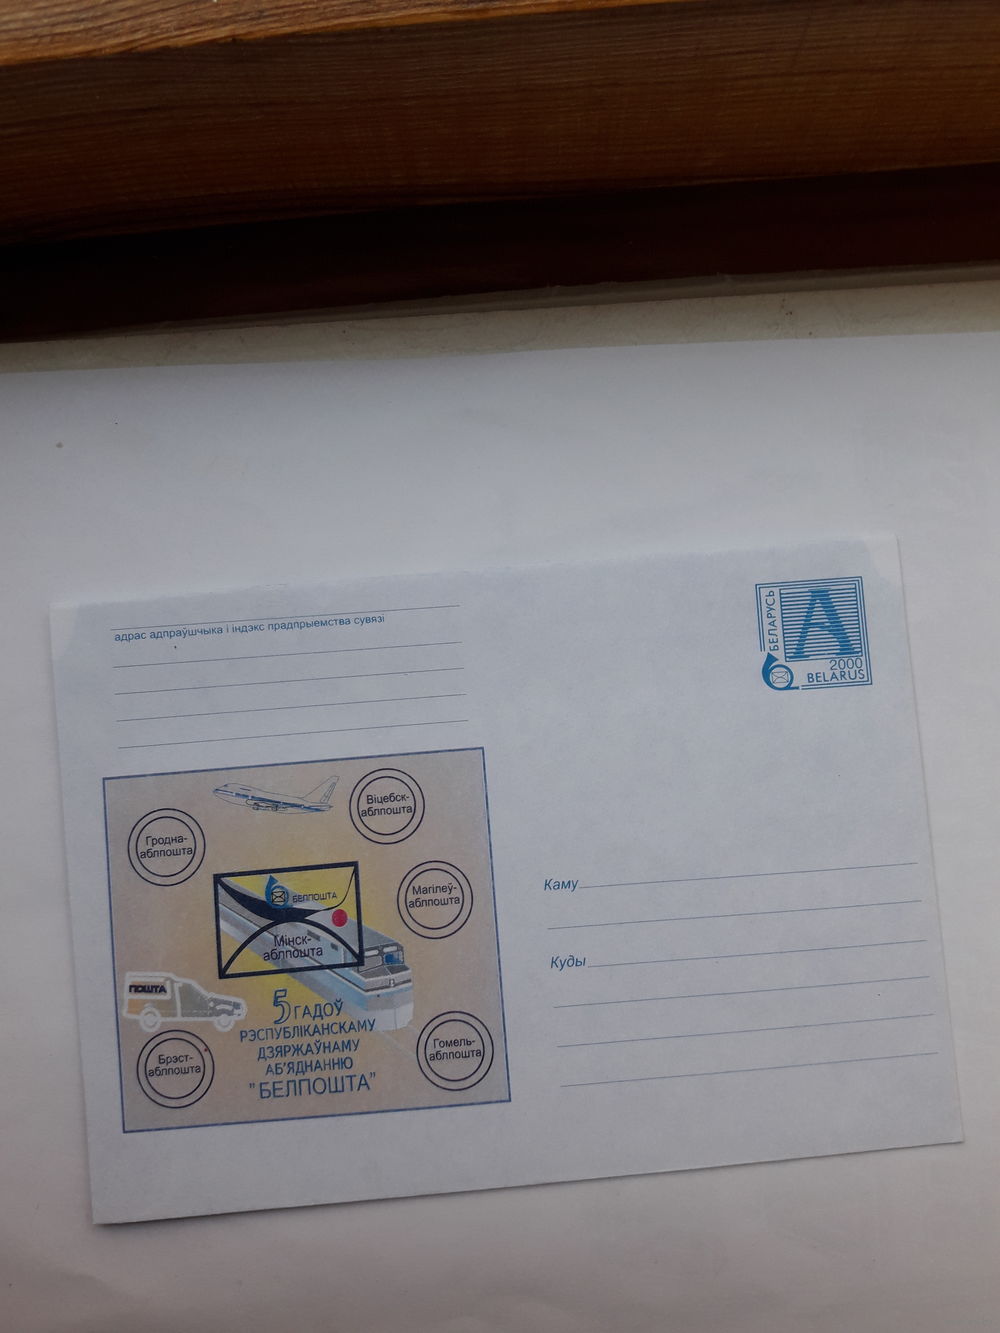 адрас адпраўшчыка і індэкс прадпрыемства сувязі
БЕЛАРУСЬ
А
2000
BELARUS
Віцебск-
аблпошта
Гродна-
аблпошта
Магілеў-
аблпошта
БЕЛПОШТА
Мінск-
аблпошта
ПОШТА
5 ГАДОЎ
РЭСПУБЛІКАНСКАМУ
ДЗЯРЖАЎНАМУ
АБ'ЯДНАННЮ
"БЕЛПОШТА"
Брэст-
аблпошта
Гомель-
аблпошта
Каму
Куды